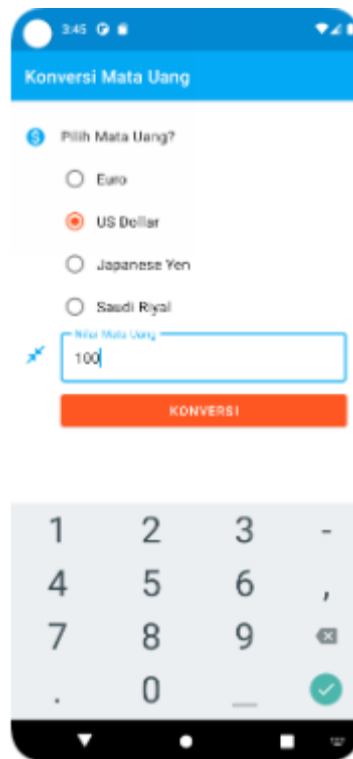 3:45
Konversi Mata Uang
Pilih Mata Uang?
Euro
US Dollar
Japanese Yen
Saudi Riyal
Nilai Mata Uang
100
KONVERSI
1 2 3 -
4 5 6 ,
7 8 9
. 0 _